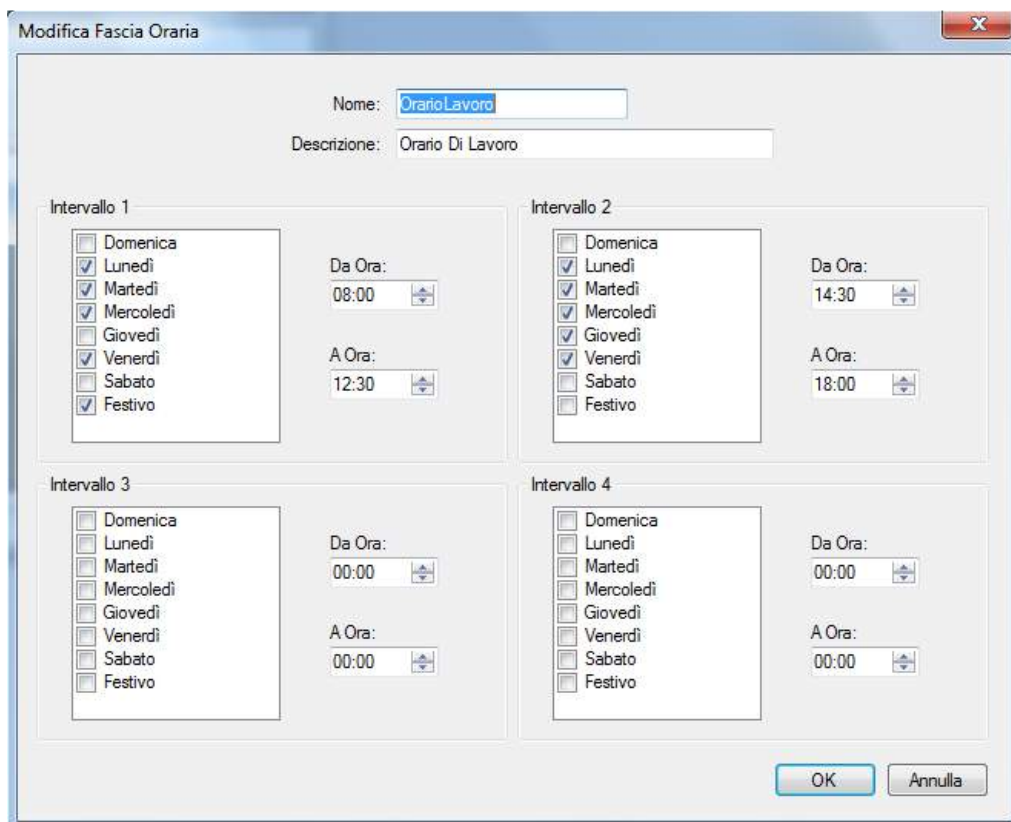 Modifica Fascia Oraria
Nome: OrarioLavoro
Descrizione: Orario Di Lavoro
Intervallo 1
Domenica
Lunedì
Martedì
Mercoledì
Giovedì
Venerdì
Sabato
Festivo
Da Ora:
08:00
A Ora:
12:30
Intervallo 2
Domenica
Lunedì
Martedì
Mercoledì
Giovedì
Venerdì
Sabato
Festivo
Da Ora:
14:30
A Ora:
18:00
Intervallo 3
Domenica
Lunedì
Martedì
Mercoledì
Giovedì
Venerdì
Sabato
Festivo
Da Ora:
00:00
A Ora:
00:00
Intervallo 4
Domenica
Lunedì
Martedì
Mercoledì
Giovedì
Venerdì
Sabato
Festivo
Da Ora:
00:00
A Ora:
00:00
OK
Annulla